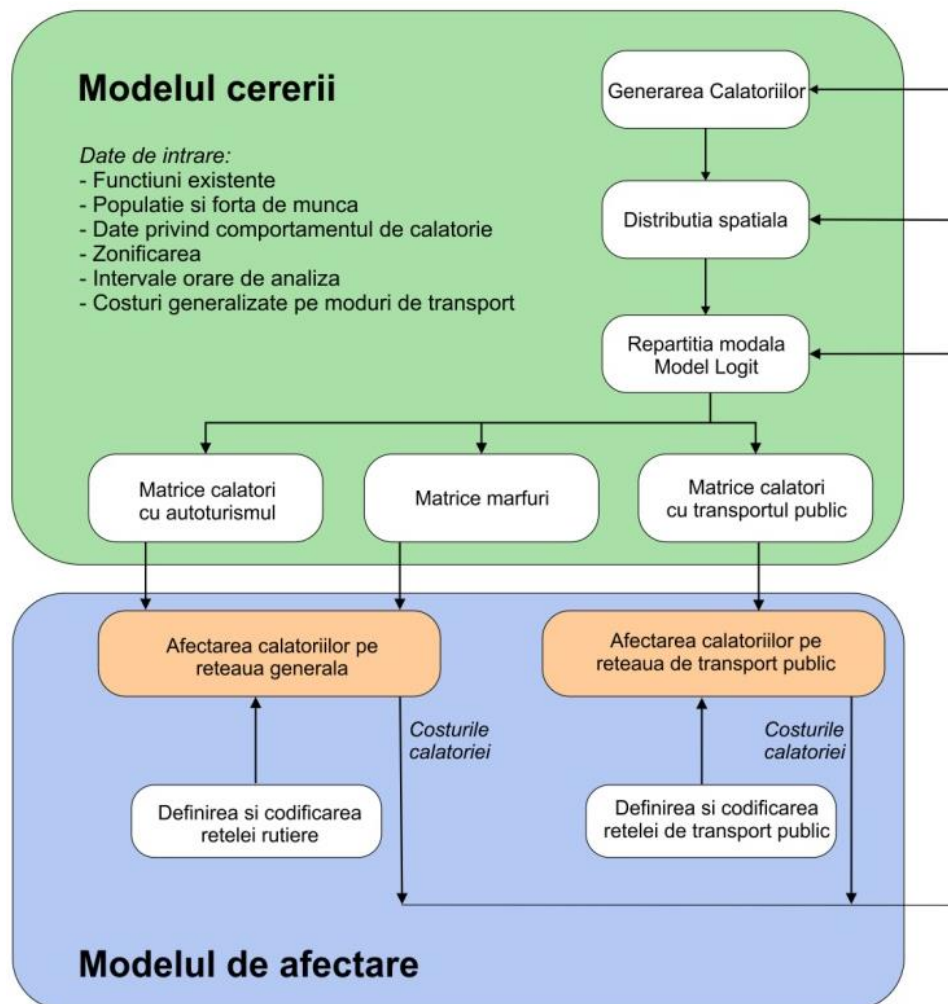 Modelul cererii
Date de intrare:
- Functiuni existente
- Populatie si forta de munca
- Date privind comportamentul de calatorie
- Zonificarea
- Intervale orare de analiza
- Costuri generalizate pe moduri de transport
Generarea Calatoriilor
Distributia spatiala
Repartitia modala
Model Logit
Matrice calatori
cu autoturismul
Matrice marfuri
Matrice calatori
cu transportul public
Afectarea calatoriilor pe
reteaua generala
Afectarea calatoriilor pe
reteaua de transport public
Costurile
calatoriei
Costurile
calatoriei
Definirea si codificarea
retelei rutiere
Definirea si codificarea
retelei de transport public
Modelul de afectare